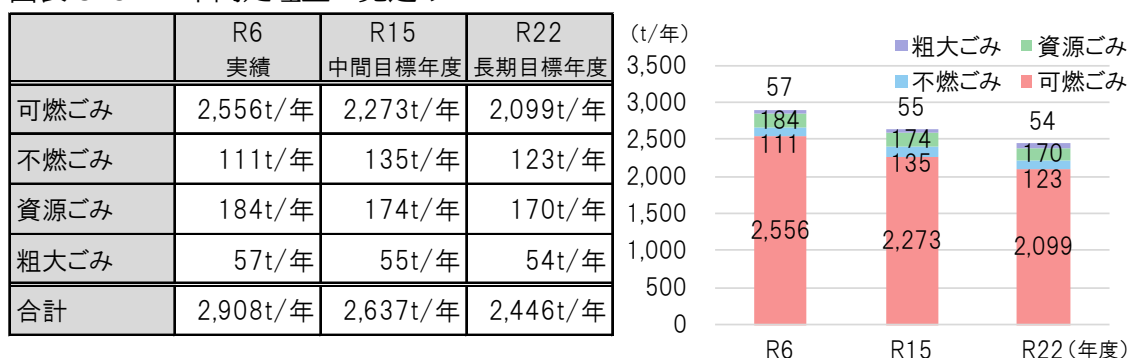 R6 R15 R22
実績 中間目標年度 長期目標年度
可燃ごみ 2,556t/年 2,273t/年 2,099t/年
不燃ごみ 111t/年 135t/年 123t/年
資源ごみ 184t/年 174t/年 170t/年
粗大ごみ 57t/年 55t/年 54t/年
合計 2,908t/年 2,637t/年 2,446t/年
(t/年)
粗大ごみ 資源ごみ
不燃ごみ 可燃ごみ
3,500
3,000
2,500
2,000
1,500
1,000
500
0
57 55 54
184 174 170
111 135 123
2,556 2,273 2,099
R6 R15 R22(年度)